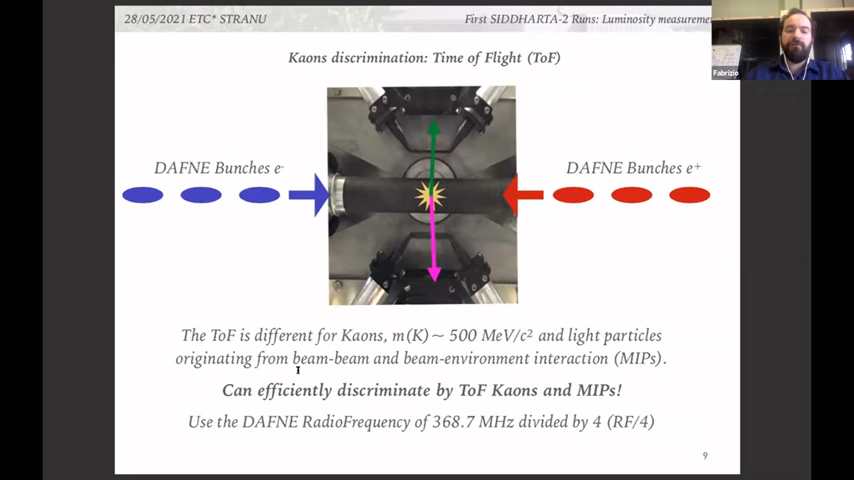 28/05/2021 ETC* STRANU
First SIDDHARTA-2 Runs: Luminosity measuremen
Fabrizio
Kaons discrimination: Time of Flight (ToF)
DAFNE Bunches e-
DAFNE Bunches e+
The ToF is different for Kaons, m(K) ~ 500 MeV/c² and light particles
originating from beam-beam and beam-environment interaction (MIPs).
Can efficiently discriminate by ToF Kaons and MIPs!
Use the DAFNE RadioFrequency of 368.7 MHz divided by 4 (RF/4)
9